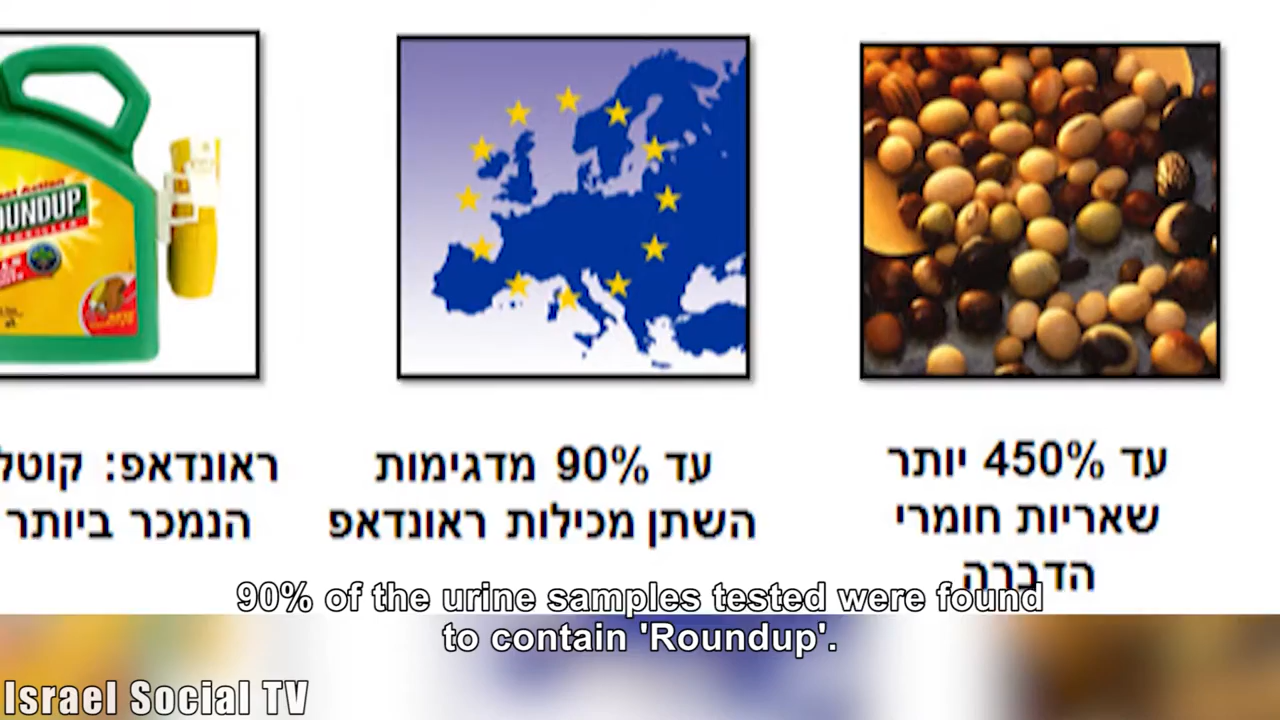 ROUNDUP
עד 450% יותר
שאריות חומרי
הדברה
עד 90% מדגימות
השתן מכילות ראונדאפ
ראונדאפ: קוטל
הנמכר ביותר
90% of the urine samples tested were found
to contain 'Roundup'.
Israel Social TV